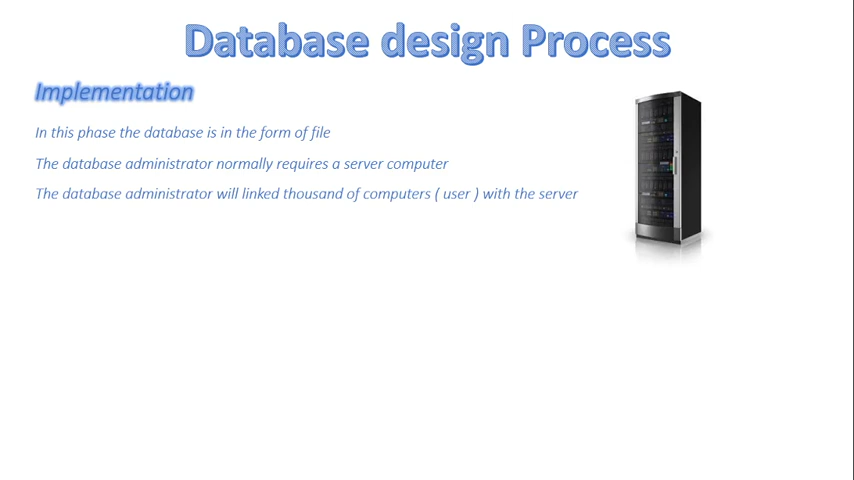 Database design Process
Implementation
In this phase the database is in the form of file
The database administrator normally requires a server computer
The database administrator will linked thousand of computers ( user ) with the server